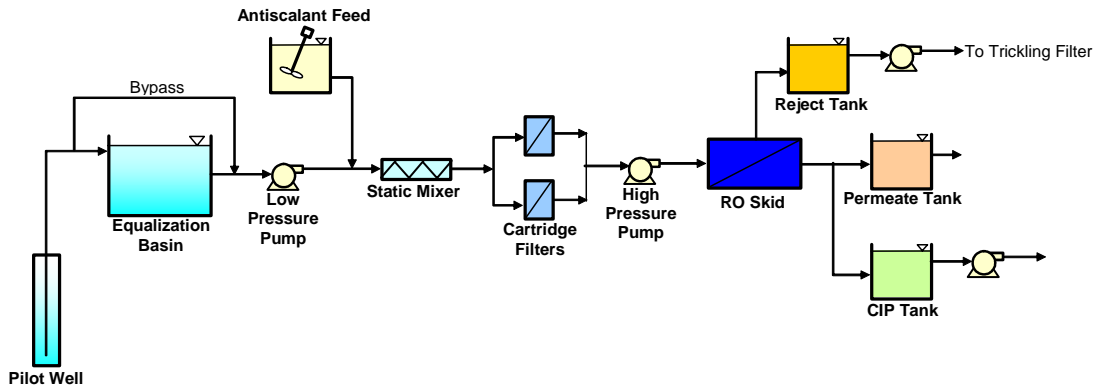 Antiscalant Feed
Bypass
To Trickling Filter
Reject Tank
Static Mixer
Low
Pressure
Pump
Equalization
Basin
Cartridge
Filters
High
Pressure
Pump
RO Skid
Permeate Tank
CIP Tank
Pilot Well